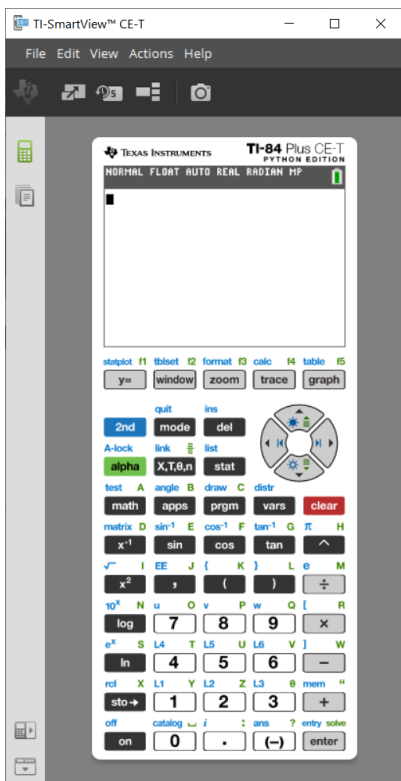 TI-SmartView™ CE-T
File Edit View Actions Help
TEXAS INSTRUMENTS TI-84 Plus CE-T
PYTHON EDITION
NORMAL FLOAT AUTO REAL RADIAN MP
statplot f1 tblset f2 format f3 calc f4 table f5
y= window zoom trace graph
quit ins
2nd mode del
A-lock link list
alpha X,T,θ,n stat
test A angle B draw C distr
math apps prgm vars clear
matrix D sin⁻¹ E cos⁻¹ F tan⁻¹ G π H
x⁻¹ sin cos tan ^
√ I EE J { K } L e M
x² , ( ) ÷
10ˣ N u O v P w Q [ R
log 7 8 9 ×
eˣ S L4 T L5 U L6 V ] W
ln 4 5 6 −
rcl X L1 Y L2 Z L3 θ mem "
sto→ 1 2 3 +
off catalog ⎵ i : ans ? entry solve
on 0 . (−) enter